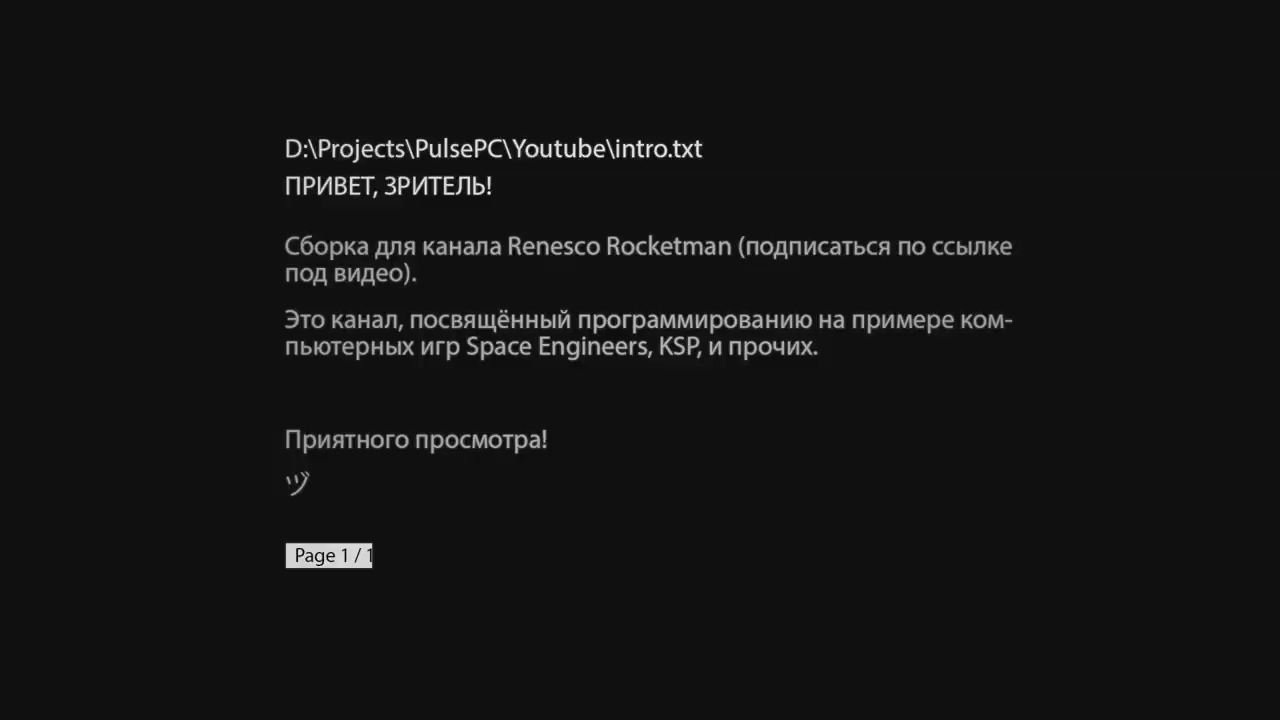 D:\Projects\PulsePC\Youtube\intro.txt
ПРИВЕТ, ЗРИТЕЛЬ!
Сборка для канала Renesco Rocketman (подписаться по ссылке
под видео).
Это канал, посвящённый программированию на примере ком-
пьютерных игр Space Engineers, KSP, и прочих.
Приятного просмотра!
ヅ
Page 1 / 1